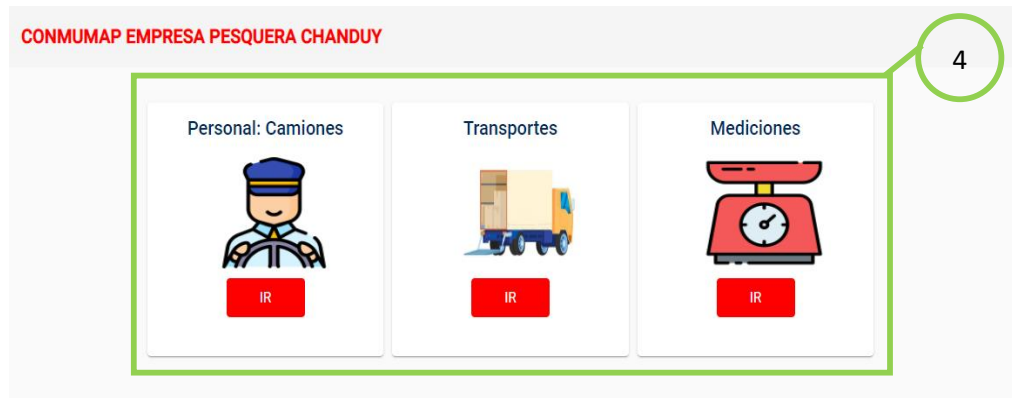 CONMUMAP EMPRESA PESQUERA CHANDUY
4
Personal: Camiones
Transportes
Mediciones
IR
IR
IR